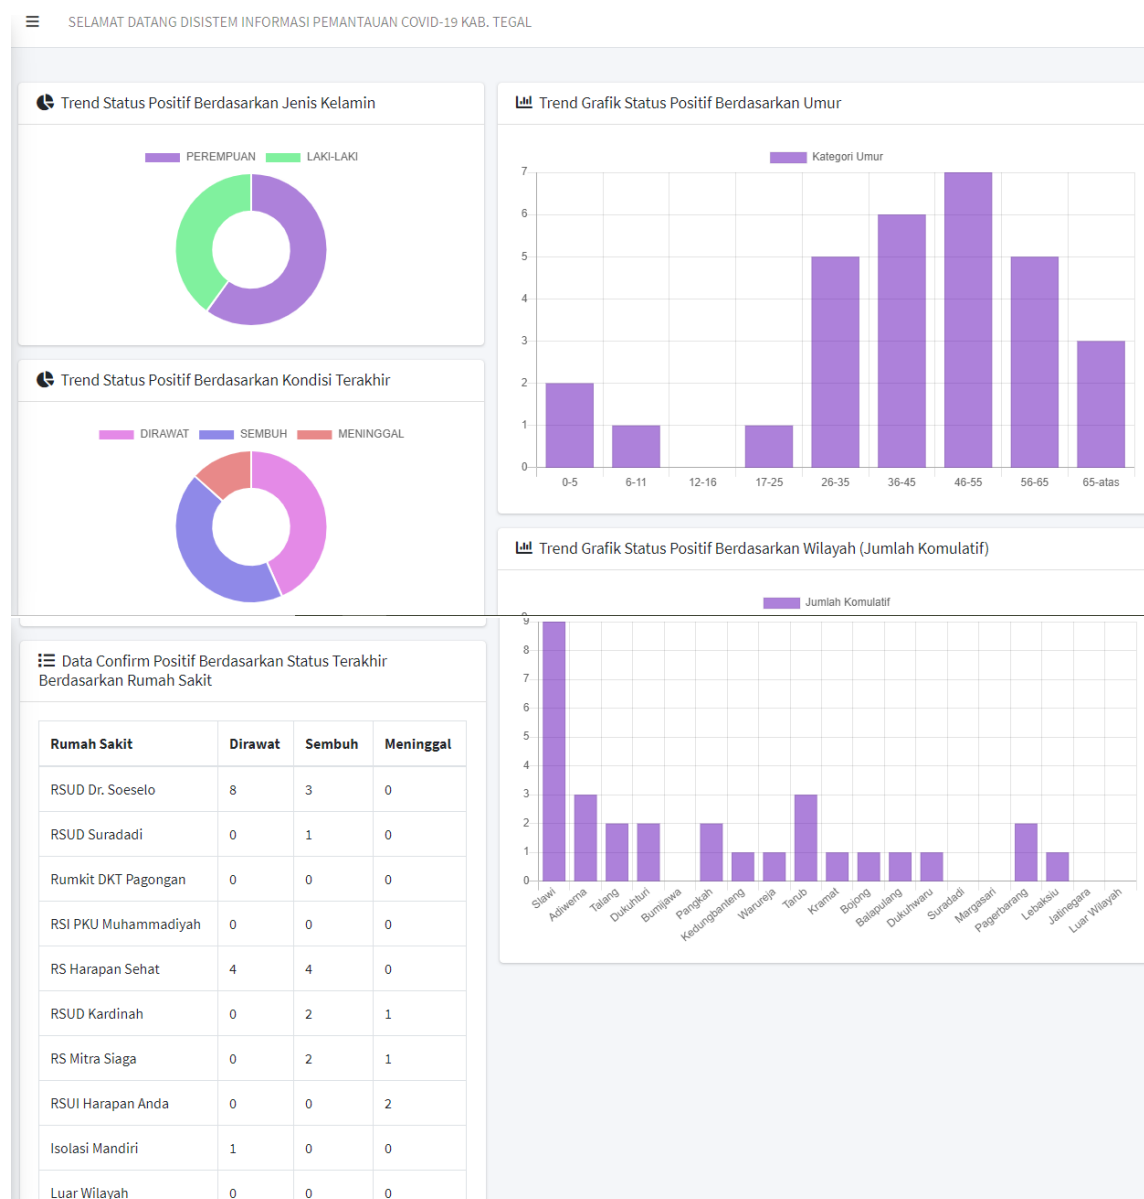 SELAMAT DATANG DISISTEM INFORMASI PEMANTAUAN COVID-19 KAB. TEGAL
Trend Status Positif Berdasarkan Jenis Kelamin
PEREMPUAN LAKI-LAKI
Trend Status Positif Berdasarkan Kondisi Terakhir
DIRAWAT SEMBUH MENINGGAL
Trend Grafik Status Positif Berdasarkan Umur
Kategori Umur
7
6
5
4
3
2
1
0
0-5 6-11 12-16 17-25 26-35 36-45 46-55 56-65 65-atas
Trend Grafik Status Positif Berdasarkan Wilayah (Jumlah Komulatif)
Jumlah Komulatif
9
8
7
6
5
4
3
2
1
0
Slawi Adiwerna Talang Dukuhturi Bumijawa Pangkah Kedungbanteng Warureja Tarub Kramat Bojong Balapulang Dukuhwaru Suradadi Margasari Pagerbarang Lebaksiu Jatinegara Luar Wilayah
Data Confirm Positif Berdasarkan Status Terakhir
Berdasarkan Rumah Sakit
Rumah Sakit Dirawat Sembuh Meninggal
RSUD Dr. Soeselo 8 3 0
RSUD Suradadi 0 1 0
Rumkit DKT Pagongan 0 0 0
RSI PKU Muhammadiyah 0 0 0
RS Harapan Sehat 4 4 0
RSUD Kardinah 0 2 1
RS Mitra Siaga 0 2 1
RSUI Harapan Anda 0 0 2
Isolasi Mandiri 1 0 0
Luar Wilayah 0 0 0